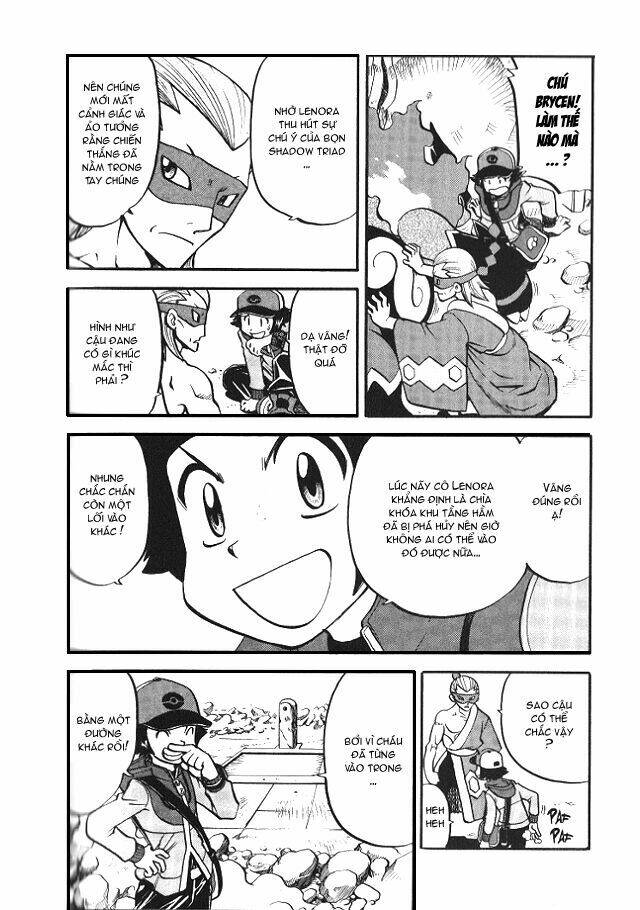 CHÚ
BRYCEN!
LÀM THẾ
NÀO MÀ
...?
NHỜ LENORA
THU HÚT SỰ
CHÚ Ý CỦA BỌN
SHADOW TRIAD
...
NÊN CHÚNG
MỚI MẤT
CẢNH GIÁC VÀ
ẢO TƯỞNG
RẰNG CHIẾN
THẮNG ĐÃ
NẰM TRONG
TAY CHÚNG
DẠ VÂNG!
THẬT ĐỠ
QUÁ
HÌNH NHƯ
CẬU ĐANG
CÓ GÌ KHÚC
MẮC THÌ
PHẢI?
VÂNG
ĐÚNG RỒI
Ạ!
LÚC NÃY CÔ LENORA
KHẲNG ĐỊNH LÀ CHÌA
KHÓA KHU TẦNG HẦM
ĐÃ BỊ PHÁ HỦY NÊN GIỜ
KHÔNG AI CÓ THỂ VÀO
ĐÓ ĐƯỢC NỮA...
NHƯNG
CHẮC CHẮN
CÒN MỘT
LỐI VÀO
KHÁC!
SAO CẬU
CÓ THỂ
CHẮC VẬY
?
HEH
HEH
PAF
PAF
BỞI VÌ CHÁU
ĐÃ TỪNG
VÀO TRONG
...
BẰNG MỘT
ĐƯỜNG
KHÁC RỒI!